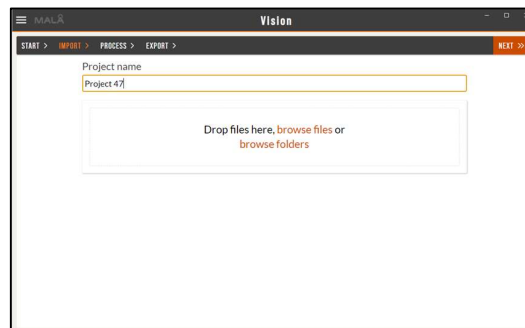 MALÅ
Vision
START > IMPORT > PROCESS > EXPORT >
NEXT »
Project name
Project 47
Drop files here, browse files or
browse folders